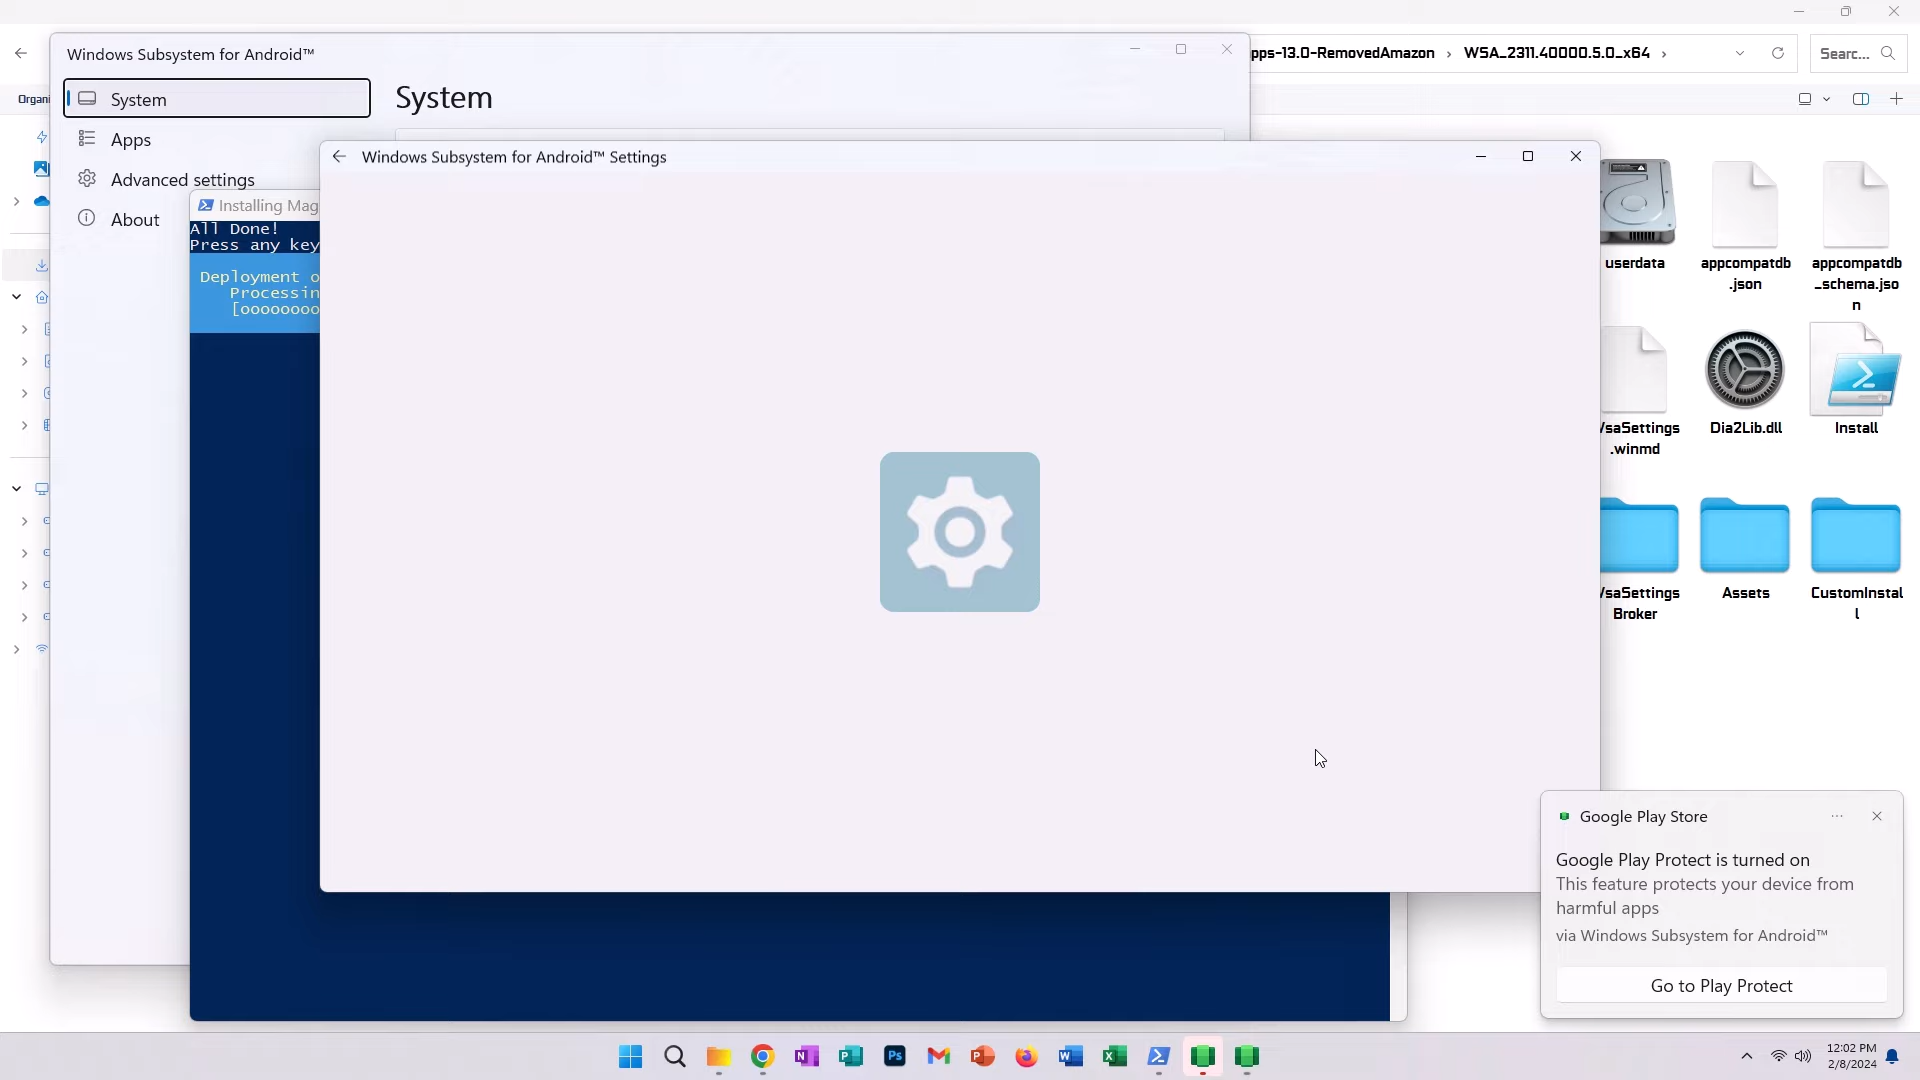 Windows Subsystem for Android™
System
Apps
Advanced settings
About
System
pps-13.0-RemovedAmazon › WSA_2311.40000.5.0_x64 ›
Searc...
Organi
Windows Subsystem for Android™ Settings
Installing Mag
All Done!
Press any key
Deployment o
Processin
[oooooooo
userdata
appcompatdb
.json
appcompatdb
_schema.jso
n
saSettings
.winmd
Dia2Lib.dll
Install
saSettings
Broker
Assets
CustomInstal
l
Google Play Store
Google Play Protect is turned on
This feature protects your device from
harmful apps
via Windows Subsystem for Android™
Go to Play Protect
12:02 PM
2/8/2024